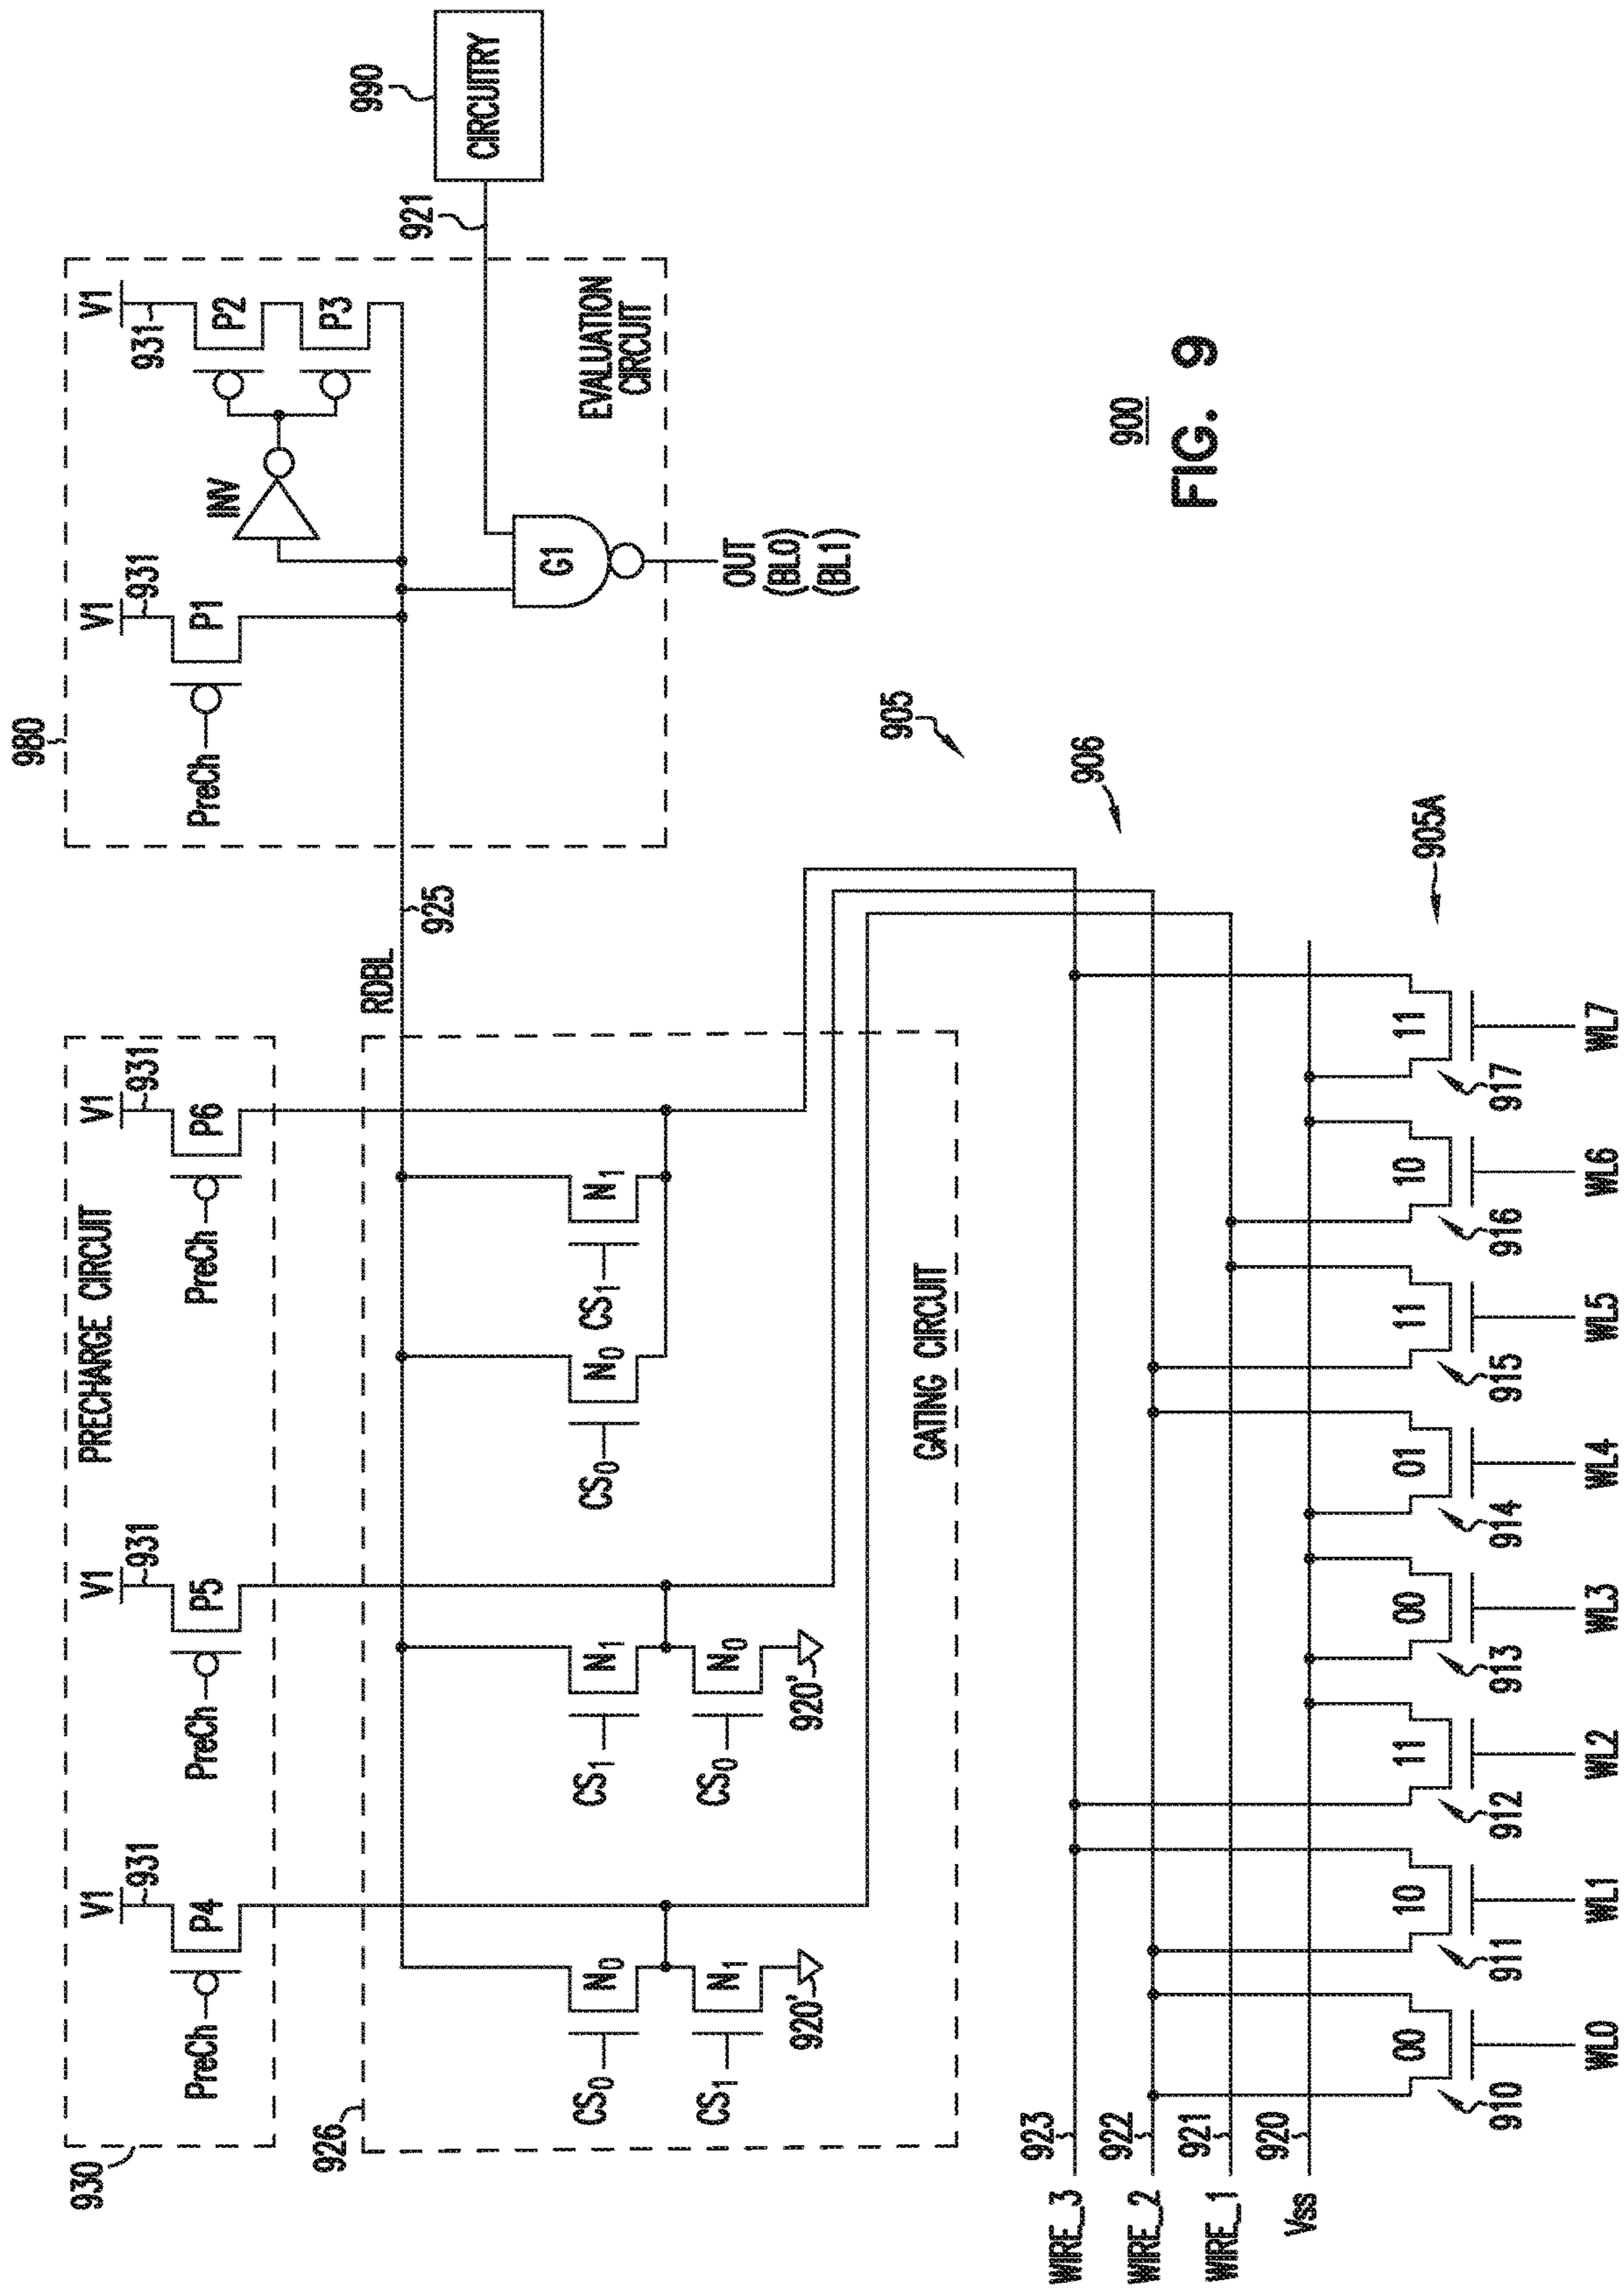 930
V1
931
P4
PreCh
V1
931
P5
PreCh
PRECHARGE CIRCUIT
V1
931
P6
PreCh
980
V1
931
P1
PreCh
INV
V1
931
P2
P3
EVALUATION
CIRCUIT
G1
921
990
CIRCUITRY
OUT
(BL0)
(BL1)
RDBL
925
926
CS0
N0
CS1
N1
920'
CS1
N1
CS0
N0
920'
CS0
N0
CS1
N1
GATING CIRCUIT
905
906
905A
WIRE_3
923
WIRE_2
922
WIRE_1
921
Vss
920
00
10
11
00
01
11
10
11
910
911
912
913
914
915
916
917
WL0
WL1
WL2
WL3
WL4
WL5
WL6
WL7
900
FIG. 9